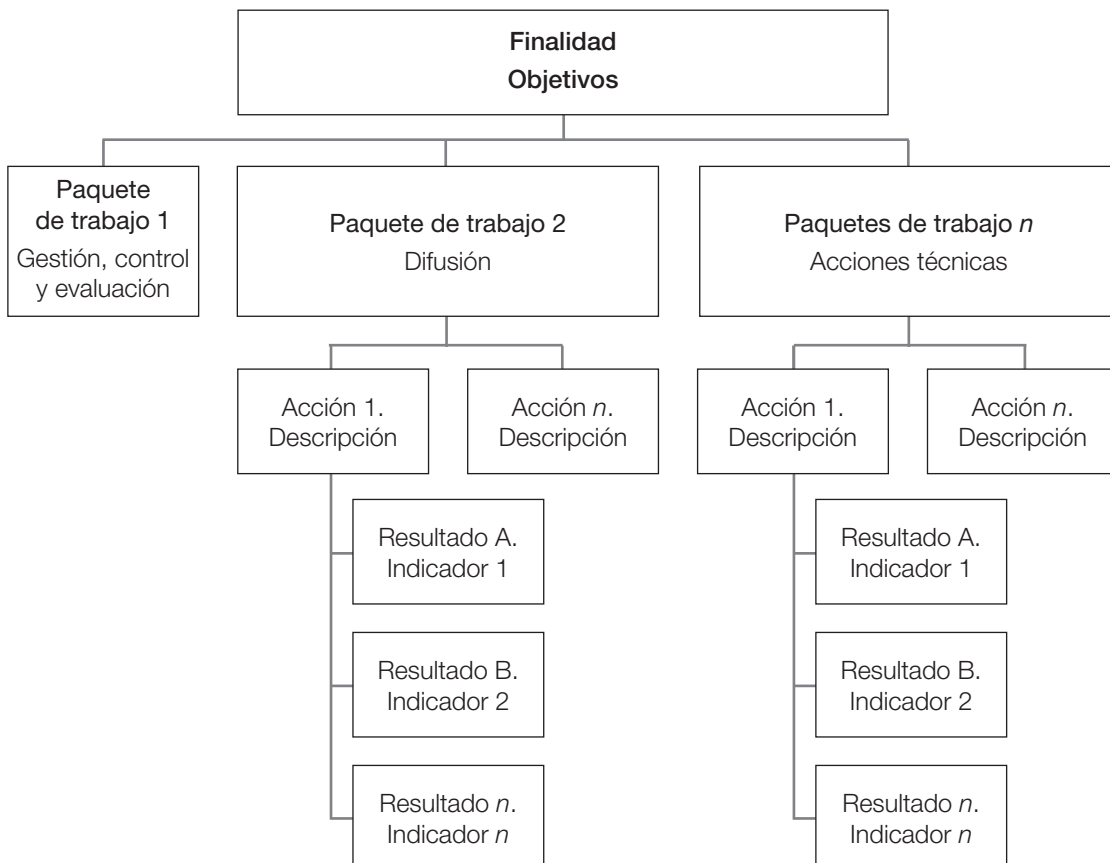 Finalidad
Objetivos
Paquete
de trabajo 1
Gestión, control
y evaluación
Paquete de trabajo 2
Difusión
Paquetes de trabajo n
Acciones técnicas
Acción 1.
Descripción
Acción n.
Descripción
Acción 1.
Descripción
Acción n.
Descripción
Resultado A.
Indicador 1
Resultado B.
Indicador 2
Resultado n.
Indicador n
Resultado A.
Indicador 1
Resultado B.
Indicador 2
Resultado n.
Indicador n